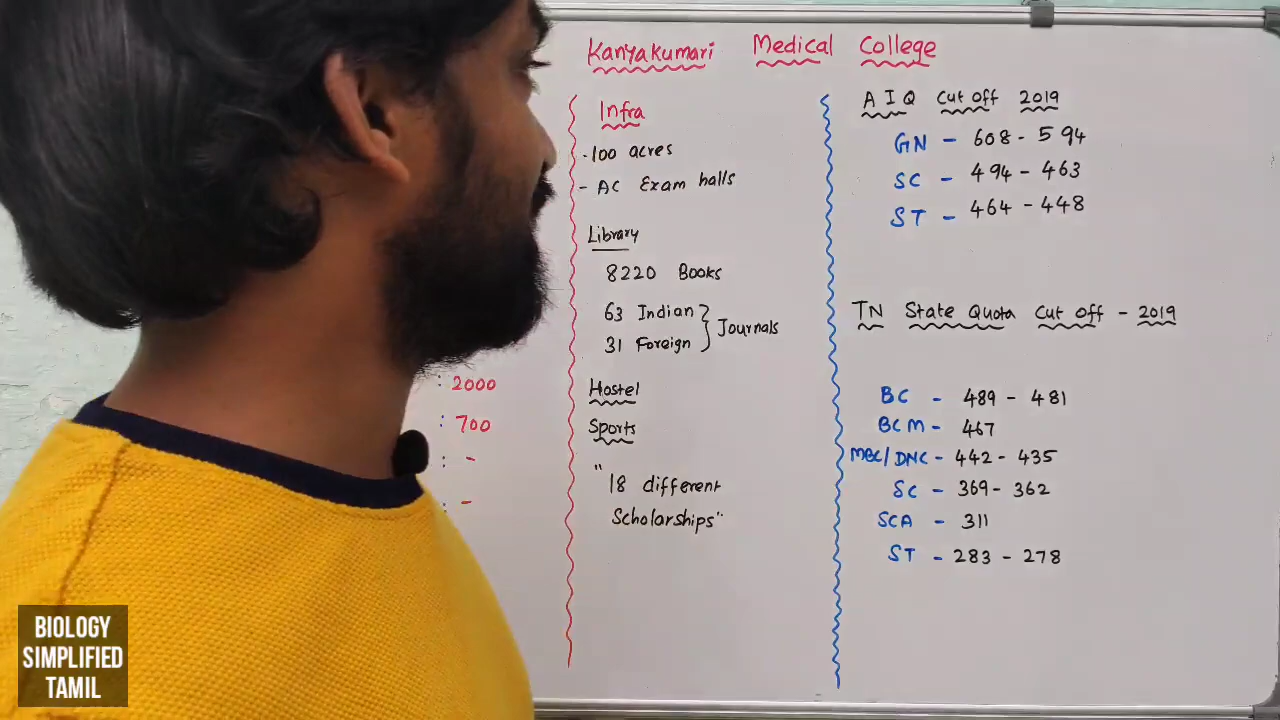 Kanyakumari Medical College
: 2000
: 700
: -
: -
Infra
- 100 acres
- AC Exam halls
Library
8220 Books
63 Indian
31 Foreign } Journals
Hostel
Sports
"18 different
Scholarships"
A I Q Cut off 2019
GN - 608 - 594
SC - 494 - 463
ST - 464 - 448
TN State Quota Cut off - 2019
BC - 489 - 481
BCM - 467
MBC/DNC - 442 - 435
SC - 369 - 362
SCA - 311
ST - 283 - 278
BIOLOGY
SIMPLIFIED
TAMIL